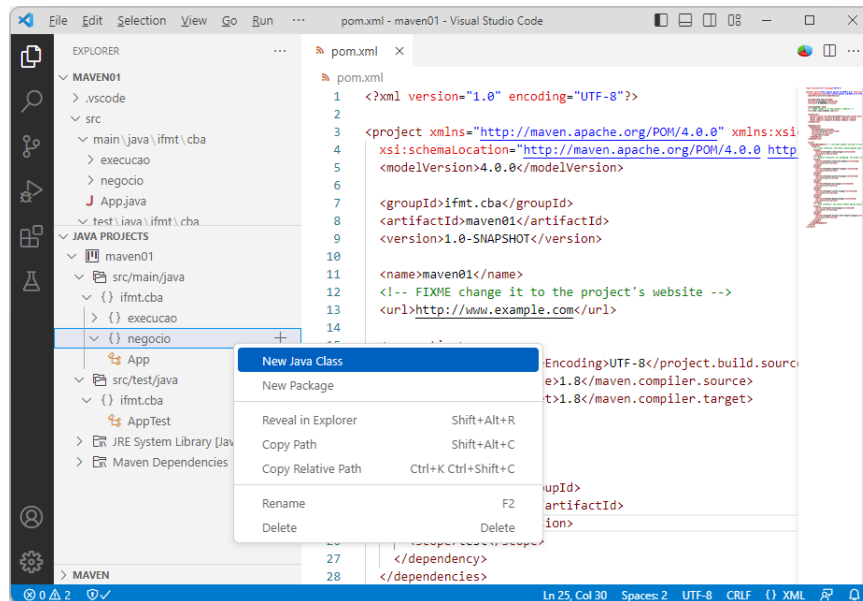 File Edit Selection View Go Run ··· pom.xml - maven01 - Visual Studio Code
EXPLORER ···
MAVEN01
.vscode
src
main\java\ifmt\cba
execucao
negocio
J App.java
test\java\ifmt\cba
JAVA PROJECTS
maven01
src/main/java
{} ifmt.cba
{} execucao
{} negocio
App
src/test/java
{} ifmt.cba
AppTest
JRE System Library [Jav
Maven Dependencies
MAVEN
New Java Class
New Package
Reveal in Explorer Shift+Alt+R
Copy Path Shift+Alt+C
Copy Relative Path Ctrl+K Ctrl+Shift+C
Rename F2
Delete Delete
pom.xml
pom.xml
1 <?xml version="1.0" encoding="UTF-8"?>
2
3 <project xmlns="http://maven.apache.org/POM/4.0.0" xmlns:xsi
4 xsi:schemaLocation="http://maven.apache.org/POM/4.0.0 http
5 <modelVersion>4.0.0</modelVersion>
6
7 <groupId>ifmt.cba</groupId>
8 <artifactId>maven01</artifactId>
9 <version>1.0-SNAPSHOT</version>
10
11 <name>maven01</name>
12 <!-- FIXME change it to the project's website -->
13 <url>http://www.example.com</url>
14
Encoding>UTF-8</project.build.sourc
e>1.8</maven.compiler.source>
t>1.8</maven.compiler.target>
upId>
artifactId>
ion>
27 </dependency>
28 </dependencies>
0 2 Ln 25, Col 30 Spaces: 2 UTF-8 CRLF {} XML